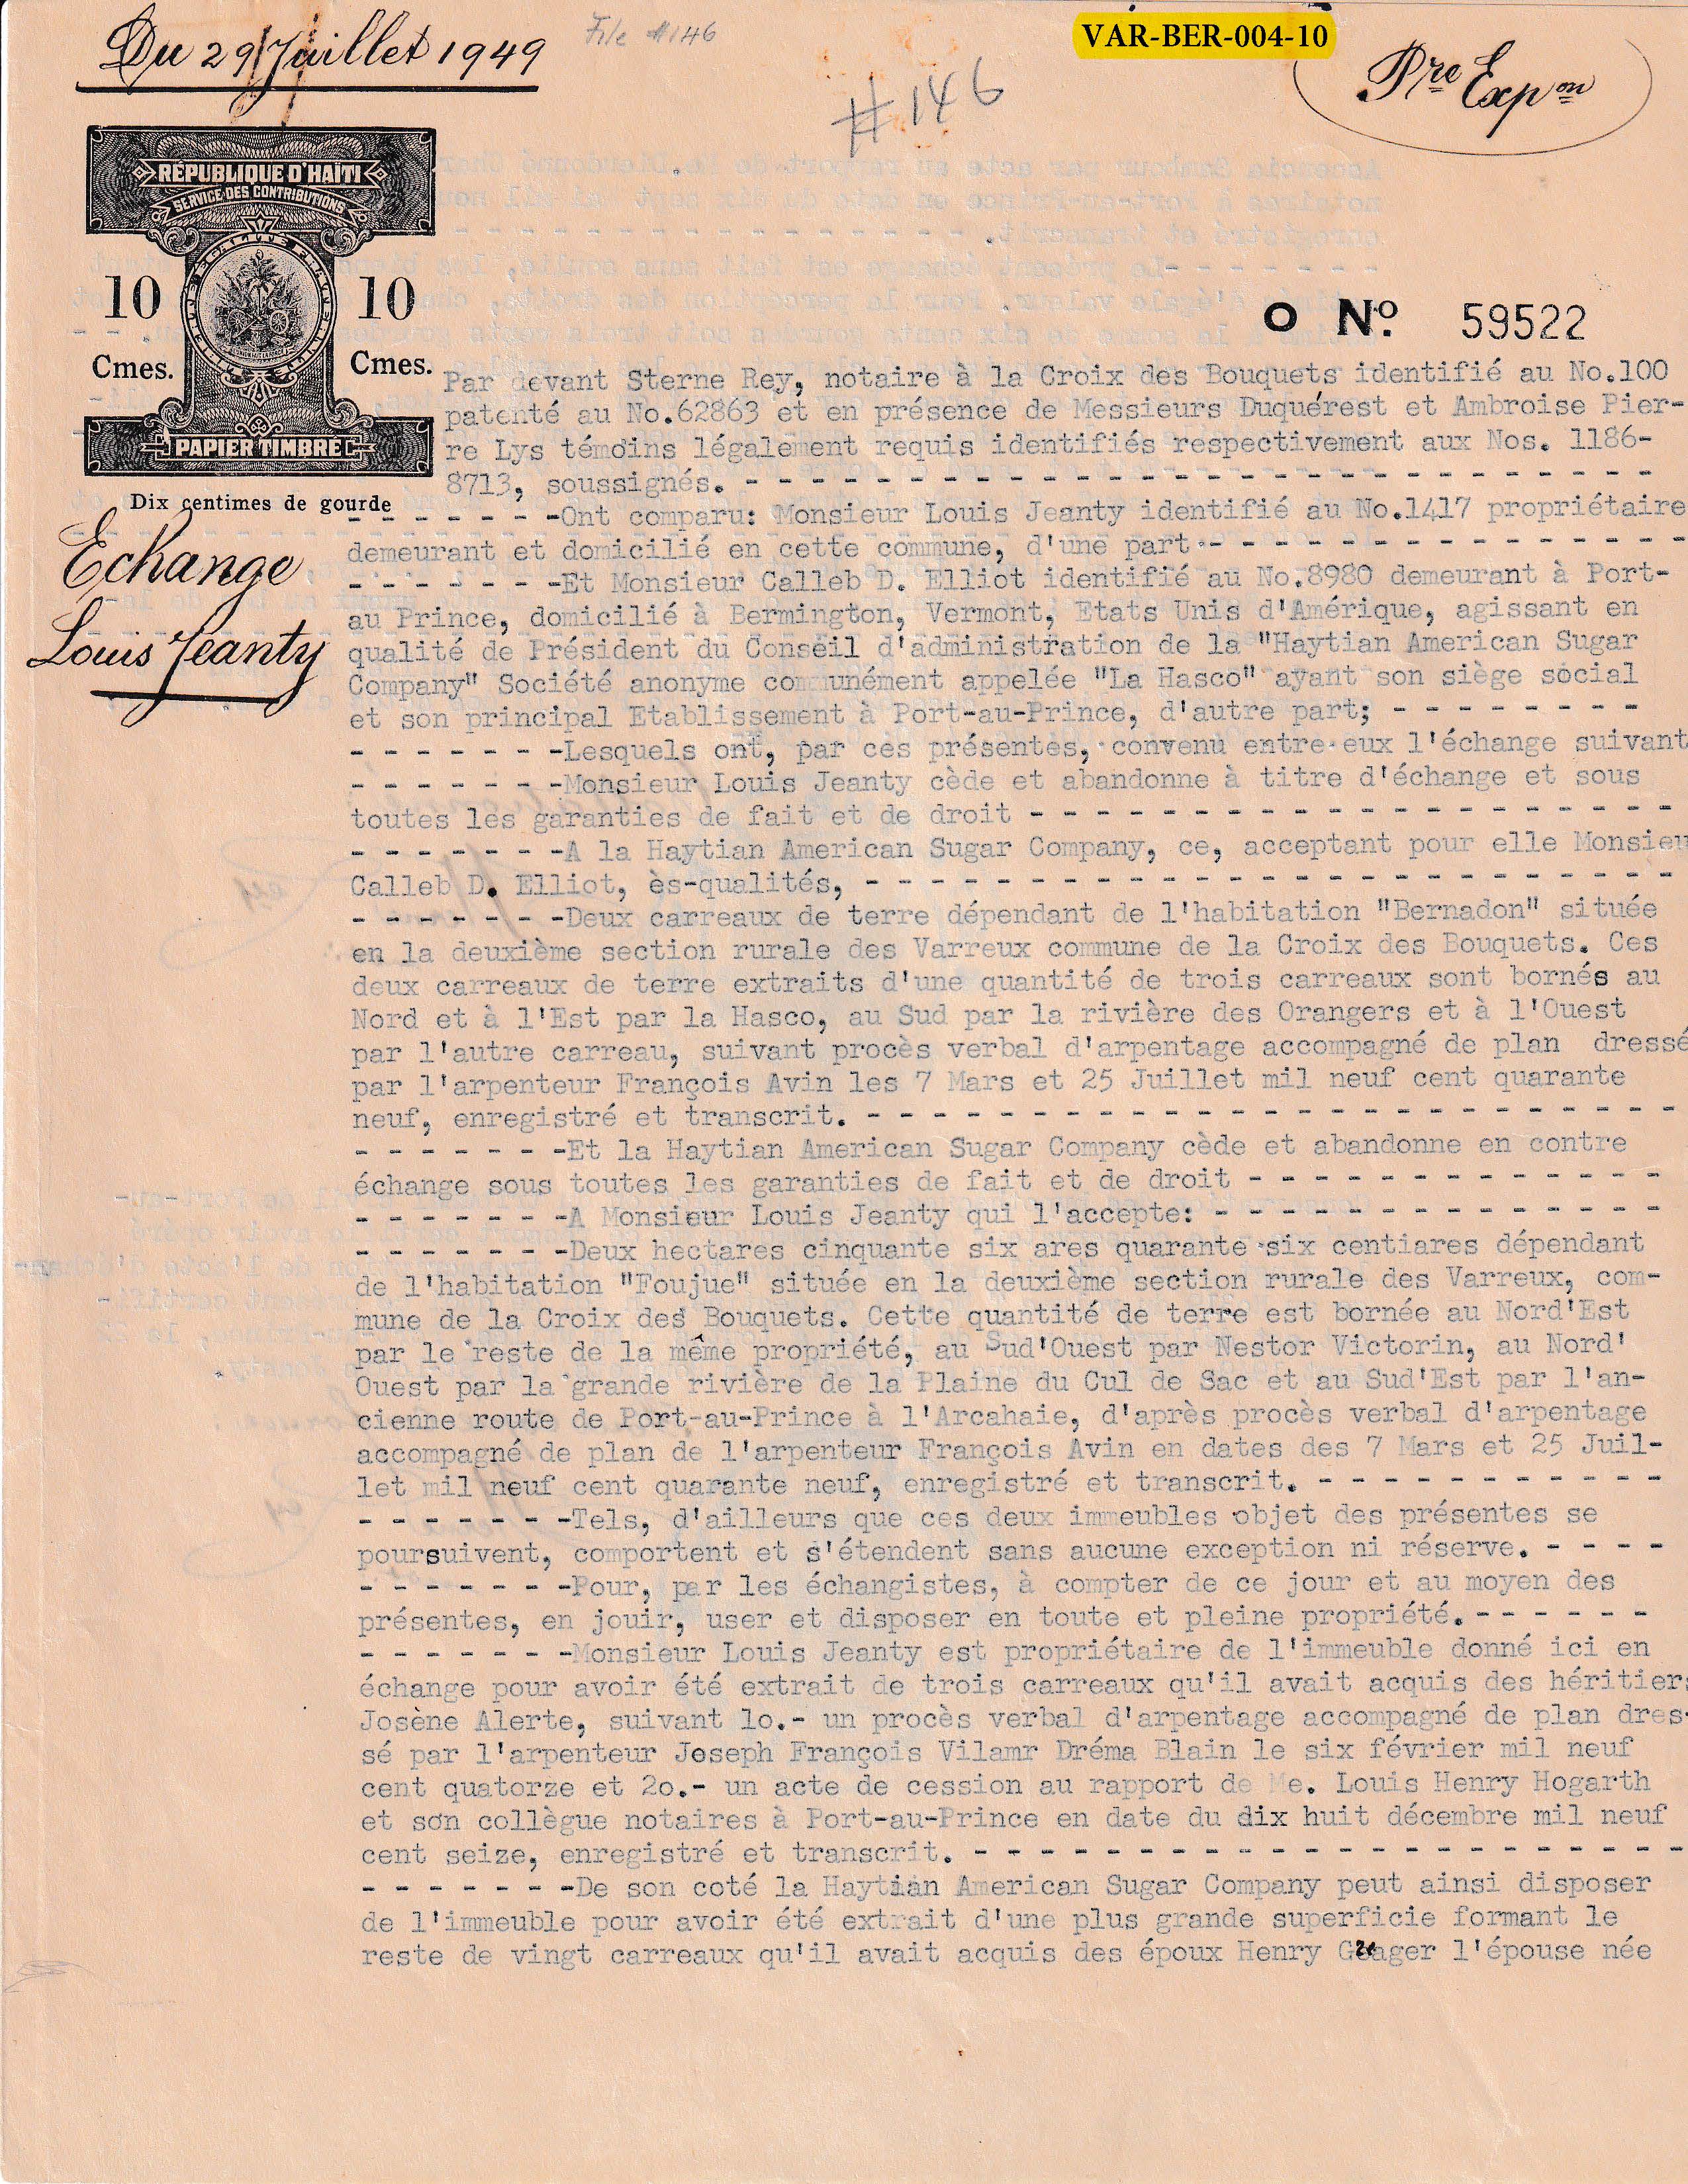 Du 29 Juillet 1949
File #146
VAR-BER-004-10
Pre Expon
#146
RÉPUBLIQUE D'HAÏTI
SERVICE DES CONTRIBUTIONS
10 10
Cmes. Cmes.
PAPIER TIMBRÉ
Dix centimes de gourde
O No. 59522
Echange
Louis Jeanty
Par devant Sterne Rey, notaire à la Croix des Bouquets identifié au No.100
patenté au No.62863 et en présence de Messieurs Duquérest et Ambroise Pier-
re Lys témoins légalement requis identifiés respectivement aux Nos. 1186-
8713, soussignés. - - - - - - - - - - - - - - - - - - - - - - - - - - - -
- - - - - - -Ont comparu: Monsieur Louis Jeanty identifié au No.1417 propriétaire
demeurant et domicilié en cette commune, d'une part.- - - - - - - - - - - - - - -
- - - - - - -Et Monsieur Calleb D. Elliot identifié au No.8980 demeurant à Port-
au Prince, domicilié à Bermington, Vermont, Etats Unis d'Amérique, agissant en
qualité de Président du Conseil d'administration de la "Haytian American Sugar
Company" Société anonyme communément appelée "La Hasco" ayant son siège social
et son principal Etablissement à Port-au-Prince, d'autre part; - - - - - - - -
- - - - - - -Lesquels ont, par ces présentes, convenu entre eux l'échange suivant
- - - - - - -Monsieur Louis Jeanty cède et abandonne à titre d'échange et sous
toutes les garanties de fait et de droit - - - - - - - - - - - - - - - - - - - -
- - - - - - -A la Haytian American Sugar Company, ce, acceptant pour elle Monsieu
Calleb D. Elliot, ès-qualités, - - - - - - - - - - - - - - - - - - - - - - - - -
- - - - - - -Deux carreaux de terre dépendant de l'habitation "Bernadon" située
en la deuxième section rurale des Varreux commune de la Croix des Bouquets. Ces
deux carreaux de terre extraits d'une quantité de trois carreaux sont bornés au
Nord et à l'Est par la Hasco, au Sud par la rivière des Orangers et à l'Ouest
par l'autre carreau, suivant procès verbal d'arpentage accompagné de plan dressé
par l'arpenteur François Avin les 7 Mars et 25 Juillet mil neuf cent quarante
neuf, enregistré et transcrit. - - - - - - - - - - - - - - - - - - - - - - - - -
- - - - - - -Et la Haytian American Sugar Company cède et abandonne en contre
échange sous toutes les garanties de fait et de droit - - - - - - - - - - - - -
- - - - - - -A Monsieur Louis Jeanty qui l'accepte: - - - - - - - - - - - - - -
- - - - - - -Deux hectares cinquante six ares quarante six centiares dépendant
de l'habitation "Foujue" située en la deuxième section rurale des Varreux, com-
mune de la Croix des Bouquets. Cette quantité de terre est bornée au Nord'Est
par le reste de la même propriété, au Sud'Ouest par Nestor Victorin, au Nord'
Ouest par la grande rivière de la Plaine du Cul de Sac et au Sud'Est par l'an-
cienne route de Port-au-Prince à l'Arcahaie, d'après procès verbal d'arpentage
accompagné de plan de l'arpenteur François Avin en dates des 7 Mars et 25 Juil-
let mil neuf cent quarante neuf, enregistré et transcrit. - - - - - - - - - - -
- - - - - - -Tels, d'ailleurs que ces deux immeubles objet des présentes se
poursuivent, comportent et s'étendent sans aucune exception ni réserve. - - - -
- - - - - - -Pour, par les échangistes, à compter de ce jour et au moyen des
présentes, en jouir, user et disposer en toute et pleine propriété. - - - - - -
- - - - - - -Monsieur Louis Jeanty est propriétaire de l'immeuble donné ici en
échange pour avoir été extrait de trois carreaux qu'il avait acquis des héritiers
Josène Alerte, suivant 1o.- un procès verbal d'arpentage accompagné de plan dres-
sé par l'arpenteur Joseph François Vilamr Dréma Blain le six février mil neuf
cent quatorze et 2o.- un acte de cession au rapport de Me. Louis Henry Hogarth
et son collègue notaires à Port-au-Prince en date du dix huit décembre mil neuf
cent seize, enregistré et transcrit. - - - - - - - - - - - - - - - - - - - - -
- - - - - - -De son coté la Haytian American Sugar Company peut ainsi disposer
de l'immeuble pour avoir été extrait d'une plus grande superficie formant le
reste de vingt carreaux qu'il avait acquis des époux Henry l'épouse née